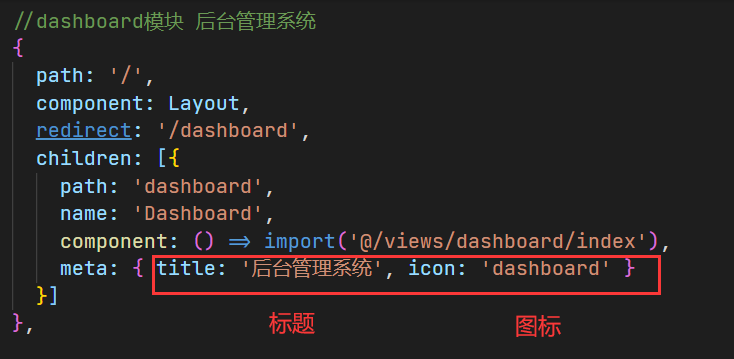 //dashboard模块 后台管理系统
{
path: '/',
component: Layout,
redirect: '/dashboard',
children: [{
path: 'dashboard',
name: 'Dashboard',
component: () => import('@/views/dashboard/index'),
meta: { title: '后台管理系统', icon: 'dashboard' }
}]
},
标题 图标